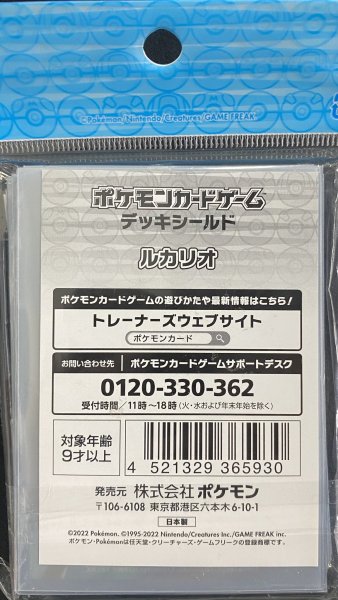 ©Pokémon/Nintendo/Creatures/GAME FREAK
ポケモンカードゲーム
デッキシールド
ルカリオ
ポケモンカードゲームの遊びかたや最新情報はこちら！
トレーナーズウェブサイト
ポケモンカード
お問い合わせ先 ポケモンカードゲームサポートデスク
0120-330-362
受付時間／11時〜18時（火・水および年末年始を除く）
対象年齢
9才以上
4 521329 365930
発売元 株式会社ポケモン
〒106-6108 東京都港区六本木6-10-1
日本製
©2022 Pokémon. ©1995-2022 Nintendo/Creatures Inc./GAME FREAK inc.
ポケモン・Pokémonは任天堂・クリーチャーズ・ゲームフリークの登録商標です。